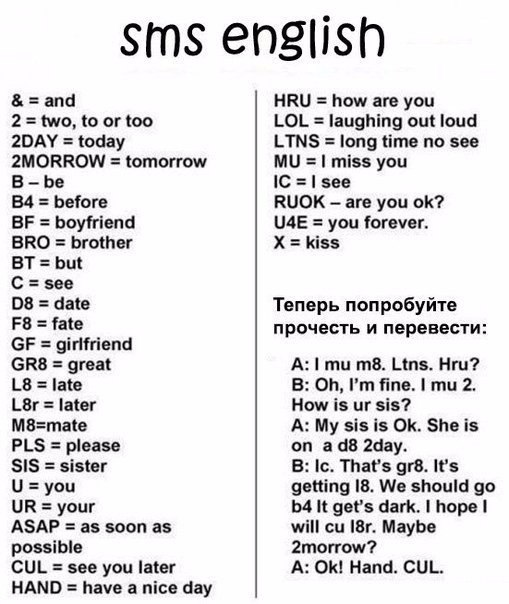 sms english
& = and
2 = two, to or too
2DAY = today
2MORROW = tomorrow
B – be
B4 = before
BF = boyfriend
BRO = brother
BT = but
C = see
D8 = date
F8 = fate
GF = girlfriend
GR8 = great
L8 = late
L8r = later
M8=mate
PLS = please
SIS = sister
U = you
UR = your
ASAP = as soon as
possible
CUL = see you later
HAND = have a nice day
HRU = how are you
LOL = laughing out loud
LTNS = long time no see
MU = I miss you
IC = I see
RUOK – are you ok?
U4E = you forever.
X = kiss
Теперь попробуйте
прочесть и перевести:
A: I mu m8. Ltns. Hru?
B: Oh, I'm fine. I mu 2.
How is ur sis?
A: My sis is Ok. She is
on a d8 2day.
B: Ic. That's gr8. It's
getting l8. We should go
b4 It get's dark. I hope I
will cu l8r. Maybe
2morrow?
A: Ok! Hand. CUL.